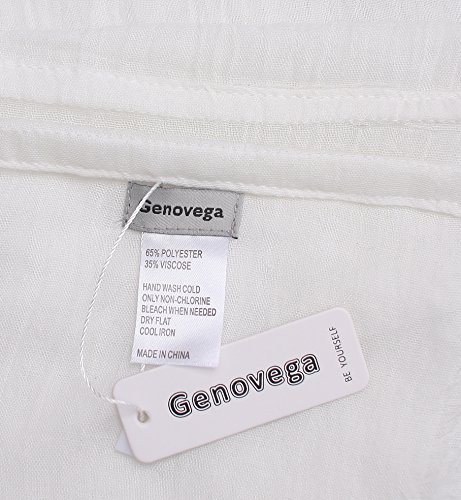 Genovega
65% POLYESTER
35% VISCOSE
HAND WASH COLD
ONLY NON-CHLORINE
BLEACH WHEN NEEDED
DRY FLAT
COOL IRON
MADE IN CHINA
Genovega
BE YOURSELF